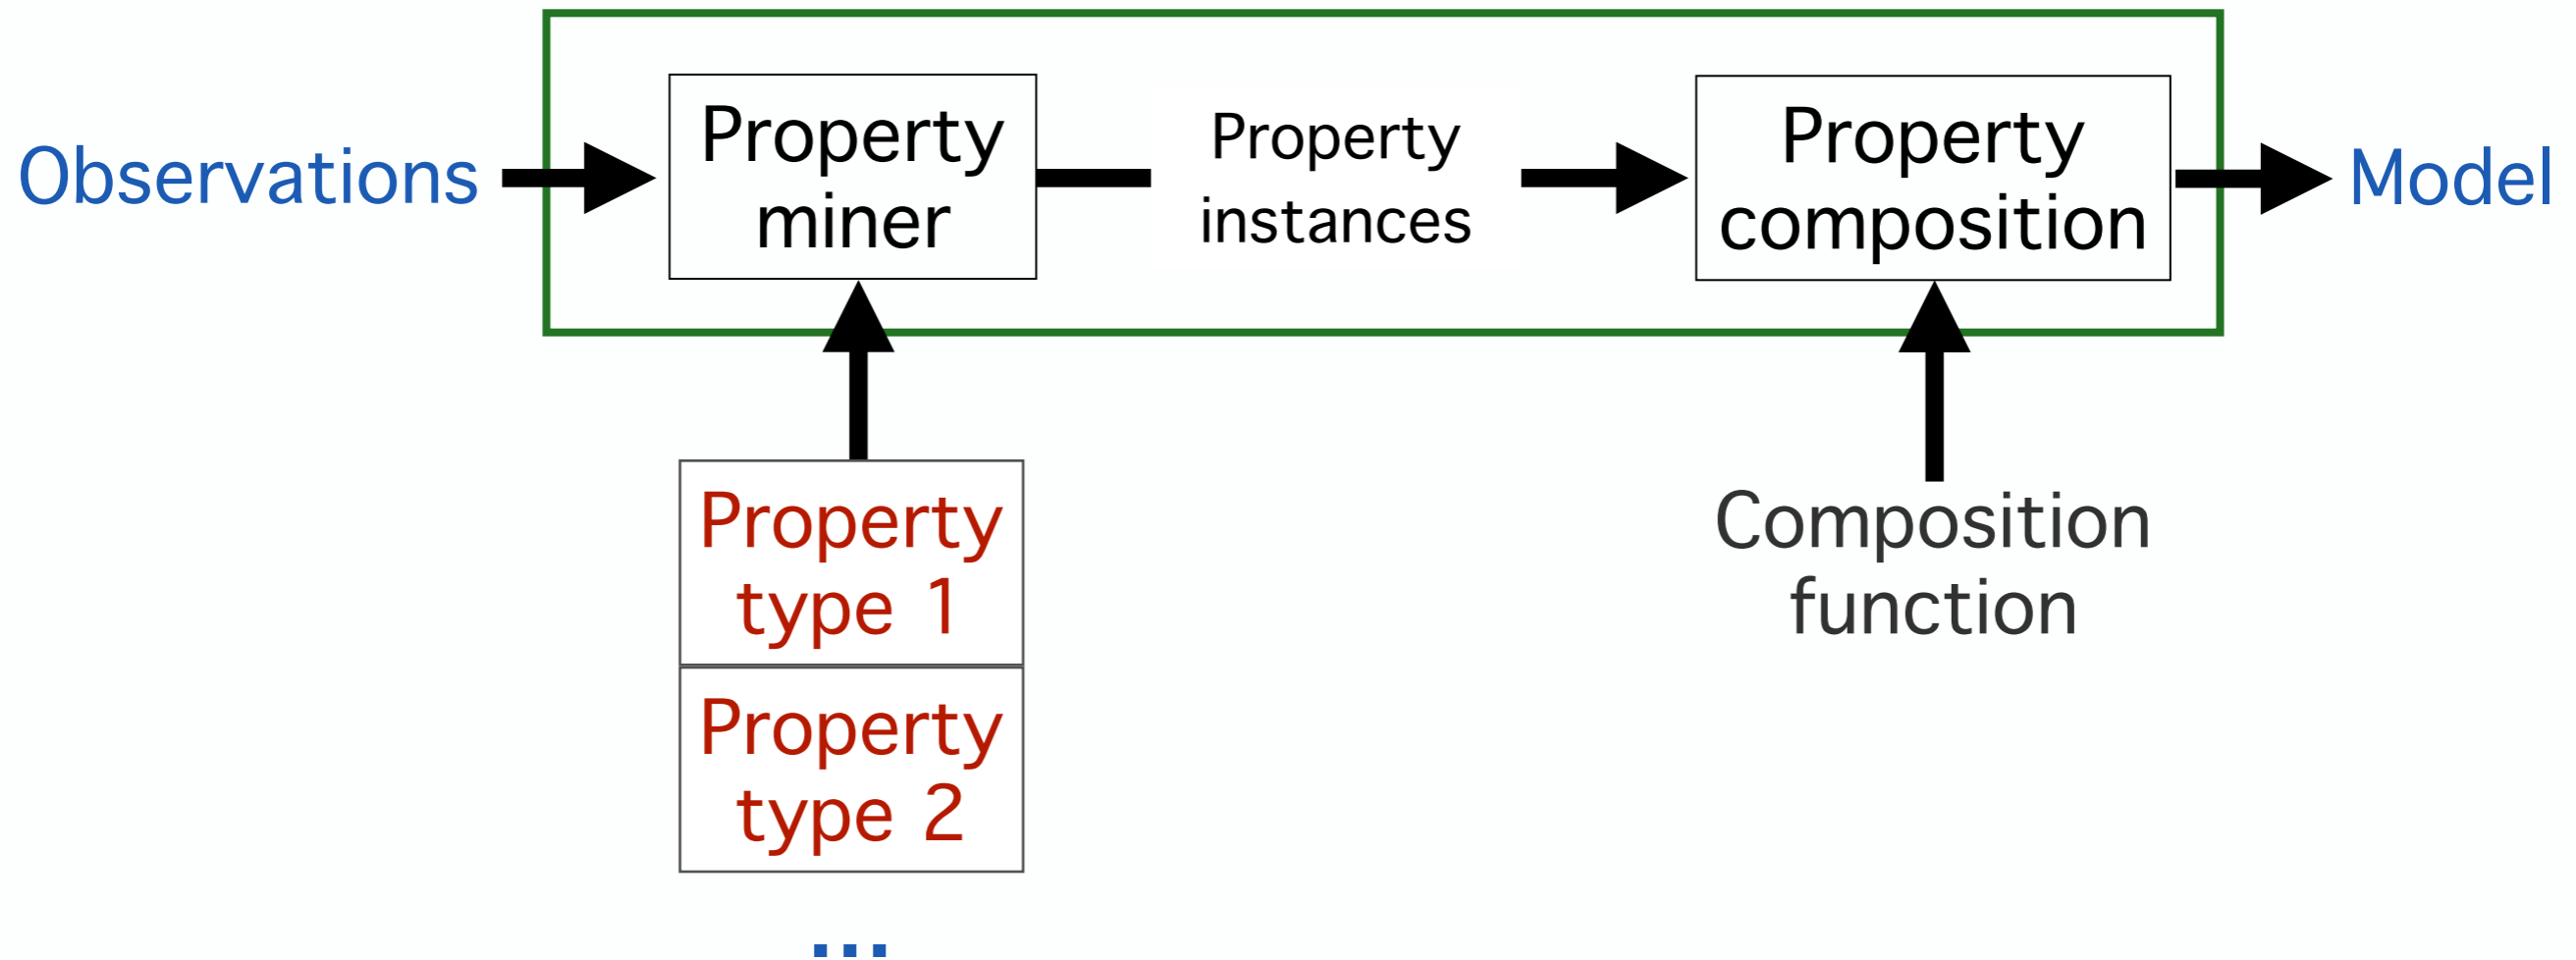 Observations
Property
miner
Property
instances
Property
composition
Model
Property
type 1
Property
type 2
...
Composition
function